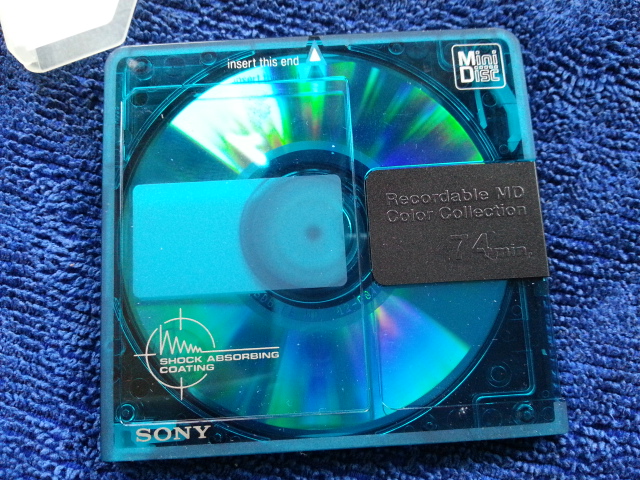 insert this end
Mini
Disc
Recordable MD
Color Collection
74min.
SHOCK ABSORBING
COATING
SONY